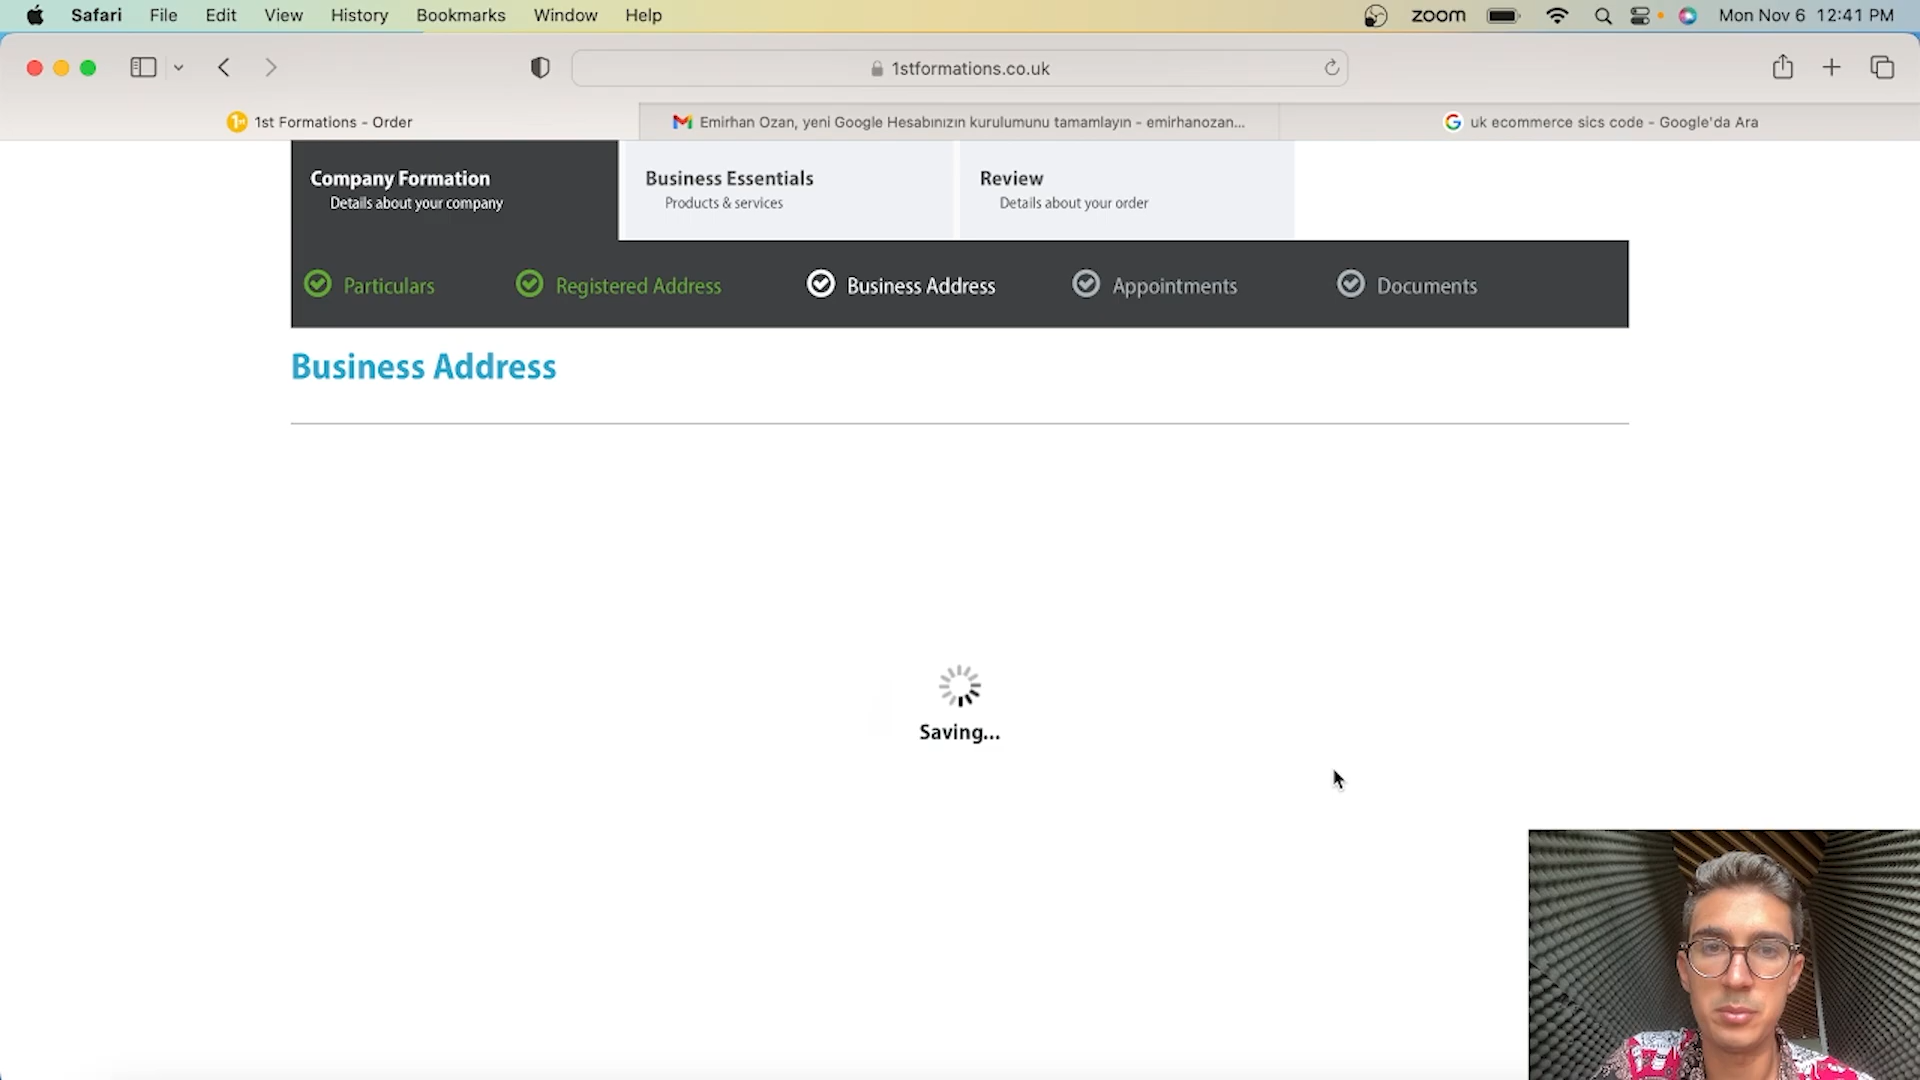 Safari File Edit View History Bookmarks Window Help zoom Mon Nov 6 12:41 PM
1stformations.co.uk
1st Formations - Order
Emirhan Ozan, yeni Google Hesabınızın kurulumunu tamamlayın - emirhanozan...
uk ecommerce sics code - Google'da Ara
Company Formation
Details about your company
Business Essentials
Products & services
Review
Details about your order
Particulars Registered Address Business Address Appointments Documents
Business Address
Saving...